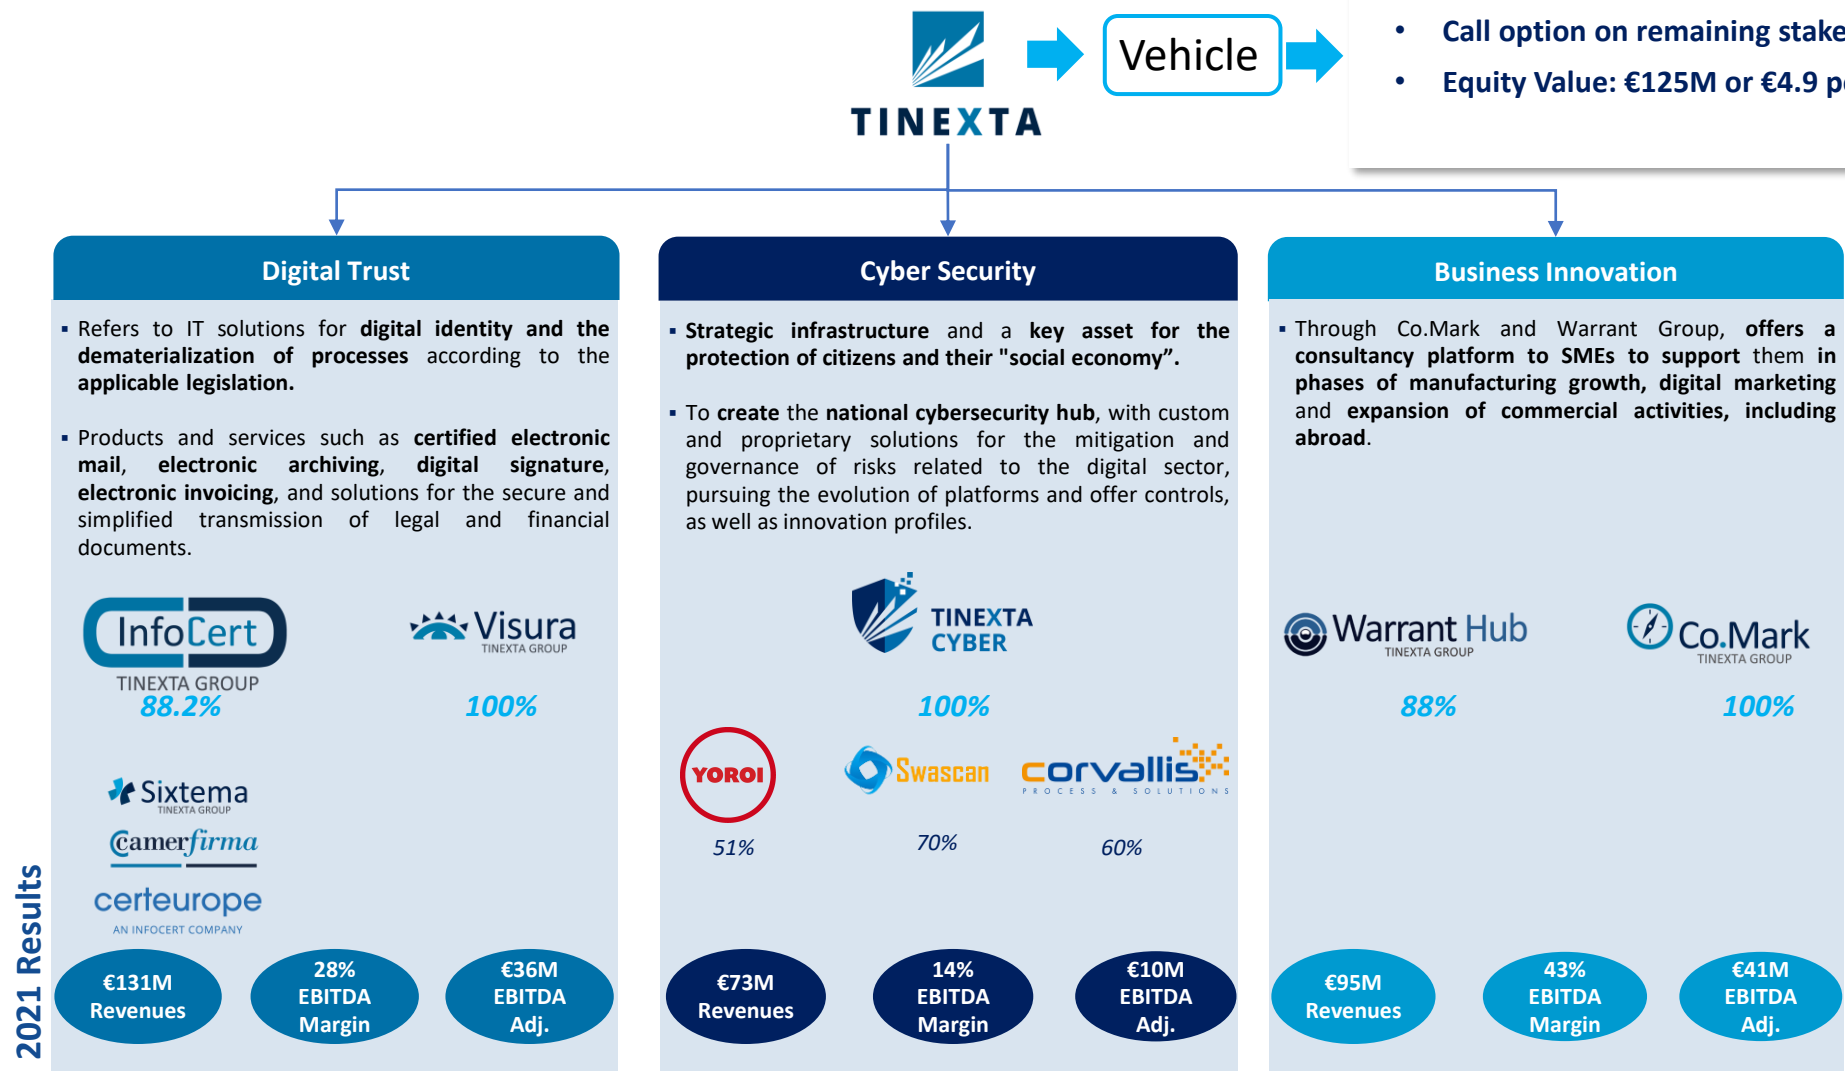 TINEXTA
Vehicle
• Call option on remaining stake
• Equity Value: €125M or €4.9 p
Digital Trust
▪ Refers to IT solutions for digital identity and the
dematerialization of processes according to the
applicable legislation.
▪ Products and services such as certified electronic
mail, electronic archiving, digital signature,
electronic invoicing, and solutions for the secure and
simplified transmission of legal and financial
documents.
InfoCert
TINEXTA GROUP
88.2%
Visura
TINEXTA GROUP
100%
Sixtema
TINEXTA GROUP
Camerfirma
certeurope
AN INFOCERT COMPANY
Cyber Security
▪ Strategic infrastructure and a key asset for the
protection of citizens and their "social economy”.
▪ To create the national cybersecurity hub, with custom
and proprietary solutions for the mitigation and
governance of risks related to the digital sector,
pursuing the evolution of platforms and offer controls,
as well as innovation profiles.
TINEXTA
CYBER
100%
YOROI
51%
Swascan
70%
corvallis
PROCESS & SOLUTIONS
60%
Business Innovation
▪ Through Co.Mark and Warrant Group, offers a
consultancy platform to SMEs to support them in
phases of manufacturing growth, digital marketing
and expansion of commercial activities, including
abroad.
Warrant Hub
TINEXTA GROUP
88%
Co.Mark
TINEXTA GROUP
100%
2021 Results
€131M
Revenues
28%
EBITDA
Margin
€36M
EBITDA
Adj.
€73M
Revenues
14%
EBITDA
Margin
€10M
EBITDA
Adj.
€95M
Revenues
43%
EBITDA
Margin
€41M
EBITDA
Adj.